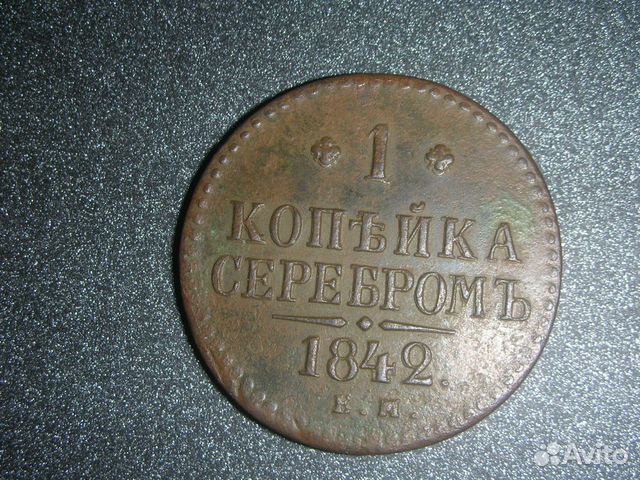 1
КОПѢЙКА
СЕРЕБРОМЪ
1842.
Е.М.
Avito